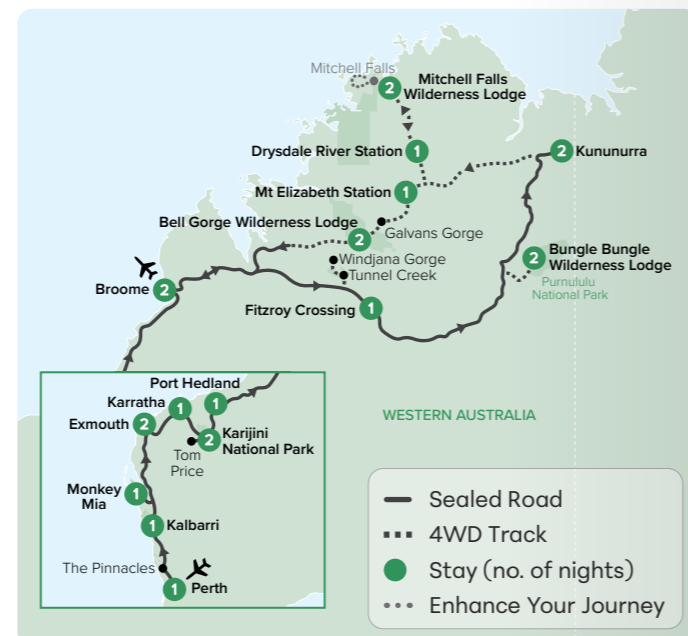 Mitchell Falls
2
Mitchell Falls
Wilderness Lodge
Drysdale River Station
1
2
Kununurra
Mt Elizabeth Station
1
Bell Gorge Wilderness Lodge
2
Galvans Gorge
Windjana Gorge
Tunnel Creek
2
Bungle Bungle
Wilderness Lodge
Purnululu
National Park
Broome
2
Fitzroy Crossing
1
Port Hedland
1
Karratha
1
Exmouth
2
2
Karijini
National Park
Tom
Price
Monkey
Mia
1
1
Kalbarri
The Pinnacles
1
Perth
WESTERN AUSTRALIA
Sealed Road
4WD Track
Stay (no. of nights)
Enhance Your Journey